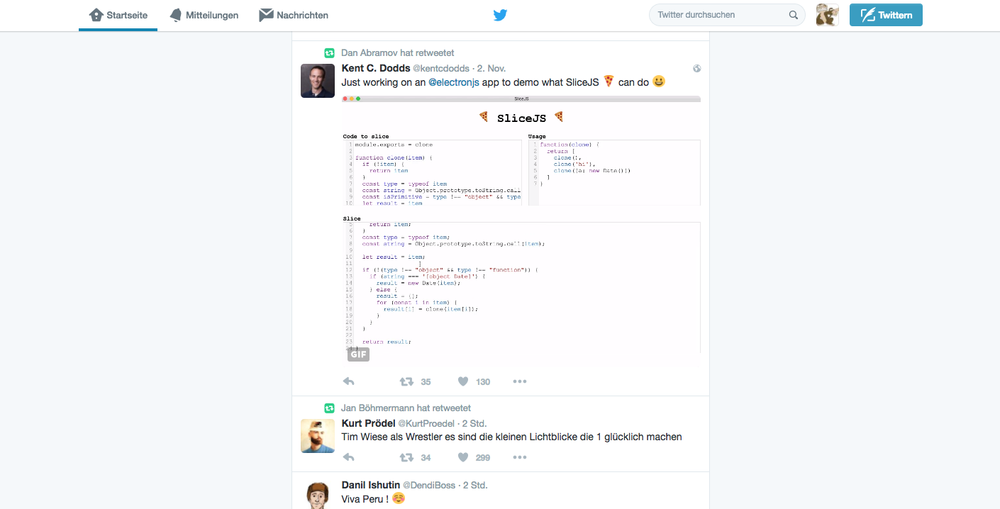 Startseite
Mitteilungen
Nachrichten
Twitter durchsuchen
Twittern
Dan Abramov hat retweetet
Kent C. Dodds @kentcdodds · 2. Nov.
Just working on an @electronjs app to demo what SliceJS 🍕 can do 😀
SliceJS
🍕 SliceJS 🍕
Code to slice
1 module.exports = clone
2
3 function clone(item) {
4   if (!item) {
5     return item
6   }
7   const type = typeof item
8   const string = Object.prototype.toString.call
9   const isPrimitive = type !== "object" && type
10   let result = item
Usage
1 function(clone) {
2   return [
3     clone(),
4     clone('hi'),
5     clone({a: new Date()})
6   ]
7 }
Slice
5     return item;
6   }
7   const type = typeof item;
8   const string = Object.prototype.toString.call(item);
9
10   let result = item;
11
12   if (!(type !== "object" && type !== "function")) {
13     if (string === '[object Date]') {
14       result = new Date(item);
15     } else {
16       result = {};
17       for (const i in item) {
18         result[i] = clone(item[i]);
19       }
20     }
21   }
22
23   return result;
24 }
GIF
35
130
Jan Böhmermann hat retweetet
Kurt Prödel @KurtProedel · 2 Std.
Tim Wiese als Wrestler es sind die kleinen Lichtblicke die 1 glücklich machen
34
299
Danil Ishutin @DendiBoss · 2 Std.
Viva Peru ! ☺️